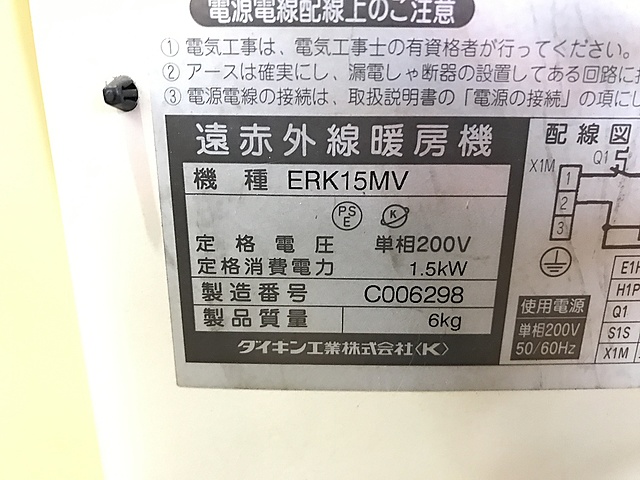 電源電線配線上のご注意
① 電気工事は、電気工事士の有資格者が行ってください。
② アースは確実にし、漏電しゃ断器の設置してある回路に
③ 電源電線の接続は、取扱説明書の「電源の接続」の項に
遠赤外線暖房機
機種 ERK15MV
PSE K
定格電圧 単相200V
定格消費電力 1.5kW
製造番号 C006298
製品質量 6kg
ダイキン工業株式会社〈K〉
配線図
Q1
X1M
1
2
3
E1H
H1P
Q1
S1S
X1M
使用電源
単相200V
50/60Hz